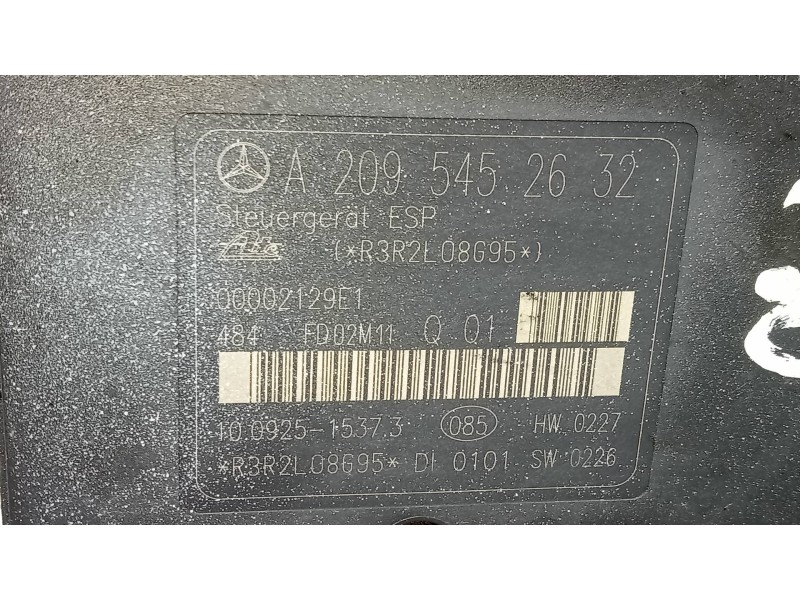 A 209 545 26 32
Steuergerät ESP
Ate (*R3R2L08G95*)
00002129E1
484 FD02M11 Q Q1
10.0925-1537.3 085 HW 0227
*R3R2L08G95* DI 0101 SW 0226